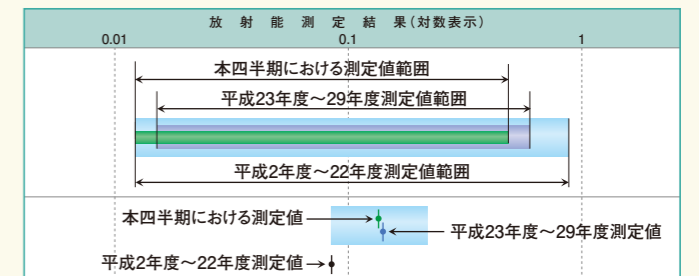 放射能測定結果(対数表示)
0.01 0.1 1
本四半期における測定値範囲
平成23年度～29年度測定値範囲
平成2年度～22年度測定値範囲
本四半期における測定値
平成23年度～29年度測定値
平成2年度～22年度測定値